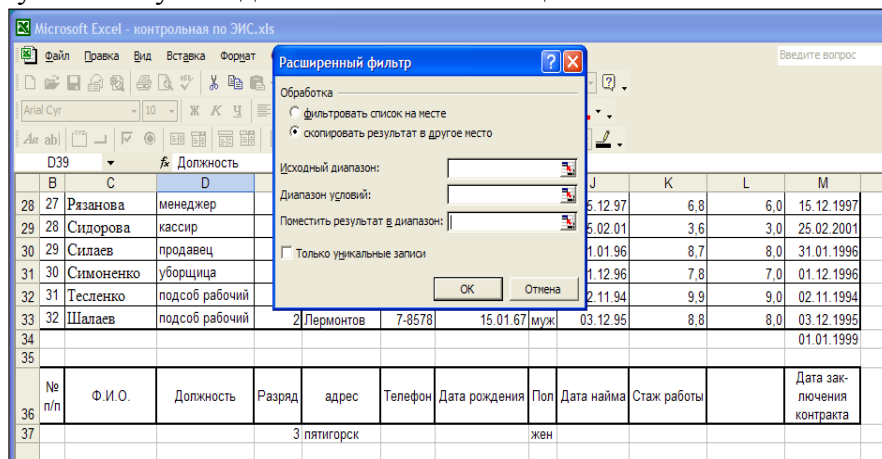 Microsoft Excel - контрольная по ЭИС.xls
Файл Правка Вид Вставка Формат
Введите вопрос
Arial Cyr 10 Ж К Ч
Aa ab|
D39 fx Должность
Расширенный фильтр
Обработка
фильтровать список на месте
скопировать результат в другое место
Исходный диапазон:
Диапазон условий:
Поместить результат в диапазон:
Только уникальные записи
ОК Отмена
B C D J K L M
28 27 Рязанова менеджер 5.12.97 6,8 6,0 15.12.1997
29 28 Сидорова кассир 5.02.01 3,6 3,0 25.02.2001
30 29 Силаев продавец 1.01.96 8,7 8,0 31.01.1996
31 30 Симоненко уборщица 1.12.96 7,8 7,0 01.12.1996
32 31 Тесленко подсоб рабочий 2.11.94 9,9 9,0 02.11.1994
33 32 Шалаев подсоб рабочий 2 Лермонтов 7-8578 15.01.67 муж 03.12.95 8,8 8,0 03.12.1995
34 01.01.1999
35
36 № п/п Ф.И.О. Должность Разряд адрес Телефон Дата рождения Пол Дата найма Стаж работы Дата зак-
лючения
контракта
37 3 пятигорск жен